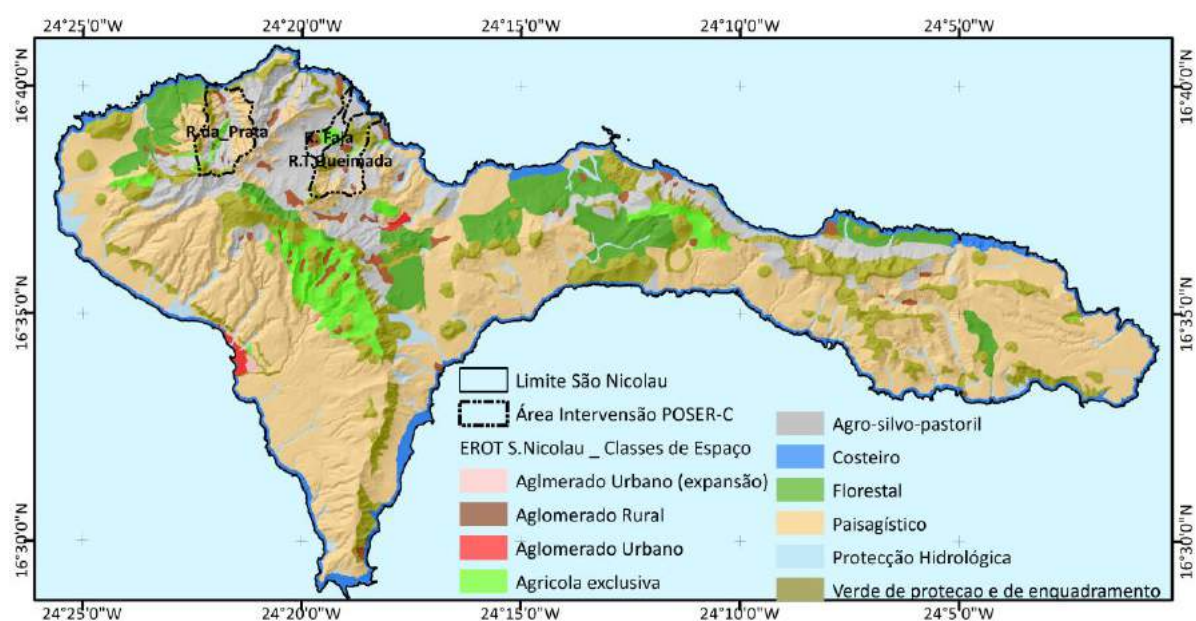 24°25'0"W 24°20'0"W 24°15'0"W 24°10'0"W 24°5'0"W
16°40'0"N 16°40'0"N
R.da_Prata
R_Faja
R.T.Queimada
16°35'0"N 16°35'0"N
Limite São Nicolau
Área Intervensão POSER-C
EROT S.Nicolau _ Classes de Espaço
Aglmerado Urbano (expansão)
Aglomerado Rural
Aglomerado Urbano
Agricola exclusiva
Agro-silvo-pastoril
Costeiro
Florestal
Paisagístico
Protecção Hidrológica
Verde de protecao e de enquadramento
16°30'0"N 16°30'0"N
24°25'0"W 24°20'0"W 24°15'0"W 24°10'0"W 24°5'0"W